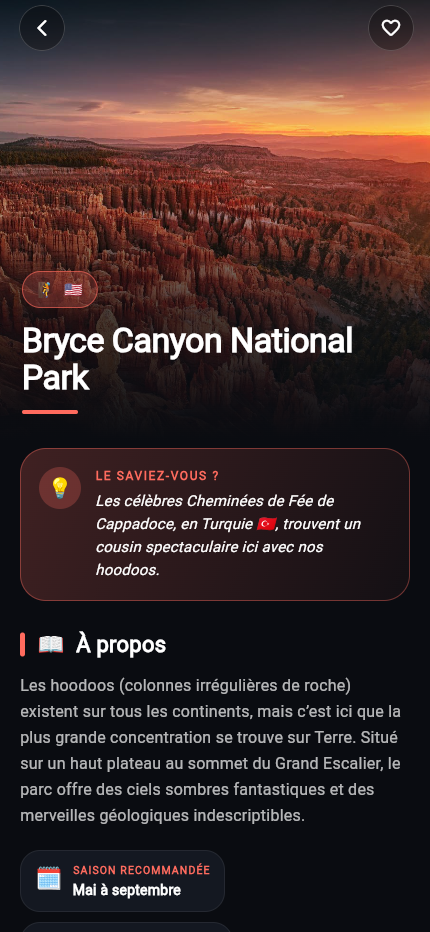 Bryce Canyon National
Park
LE SAVIEZ-VOUS ?
Les célèbres Cheminées de Fée de
Cappadoce, en Turquie 🇹🇷, trouvent un
cousin spectaculaire ici avec nos
hoodoos.
À propos
Les hoodoos (colonnes irrégulières de roche)
existent sur tous les continents, mais c’est ici que la
plus grande concentration se trouve sur Terre. Situé
sur un haut plateau au sommet du Grand Escalier, le
parc offre des ciels sombres fantastiques et des
merveilles géologiques indescriptibles.
SAISON RECOMMANDÉE
Mai à septembre